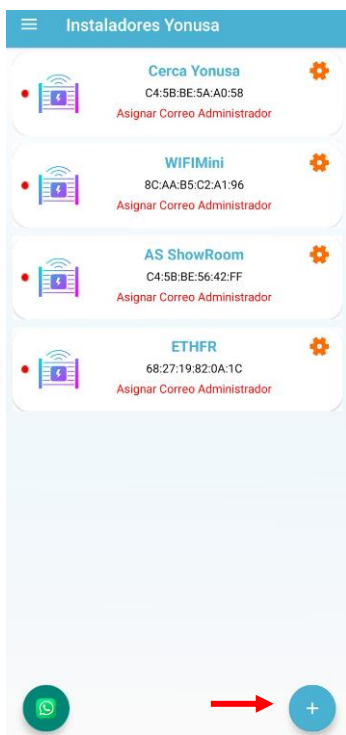 Instaladores Yonusa
Cerca Yonusa
C4:5B:BE:5A:A0:58
Asignar Correo Administrador
WIFIMini
8C:AA:B5:C2:A1:96
Asignar Correo Administrador
AS ShowRoom
C4:5B:BE:56:42:FF
Asignar Correo Administrador
ETHFR
68:27:19:82:0A:1C
Asignar Correo Administrador
+